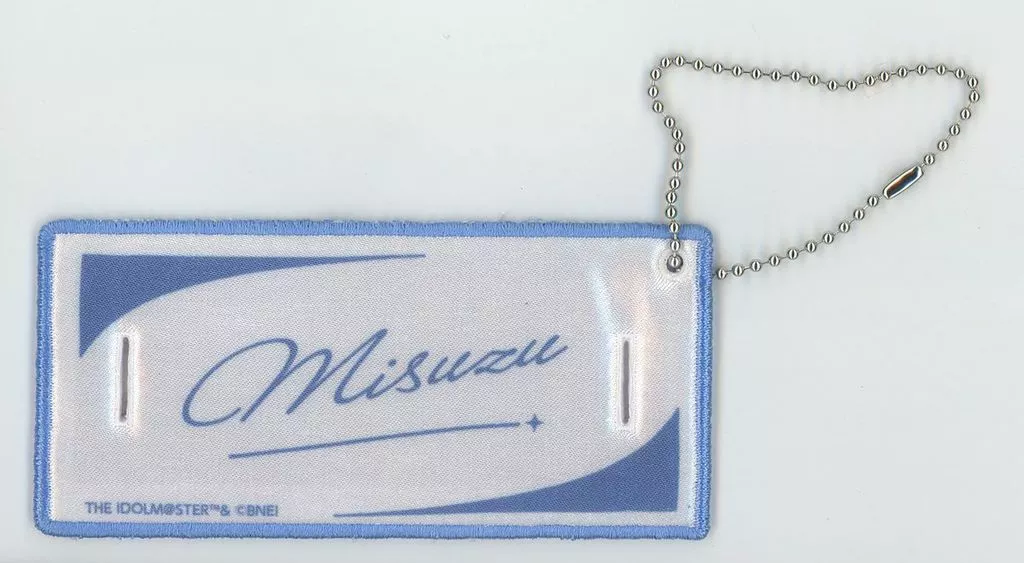 Misuzu
THE IDOLM@STER™& ©BNEI